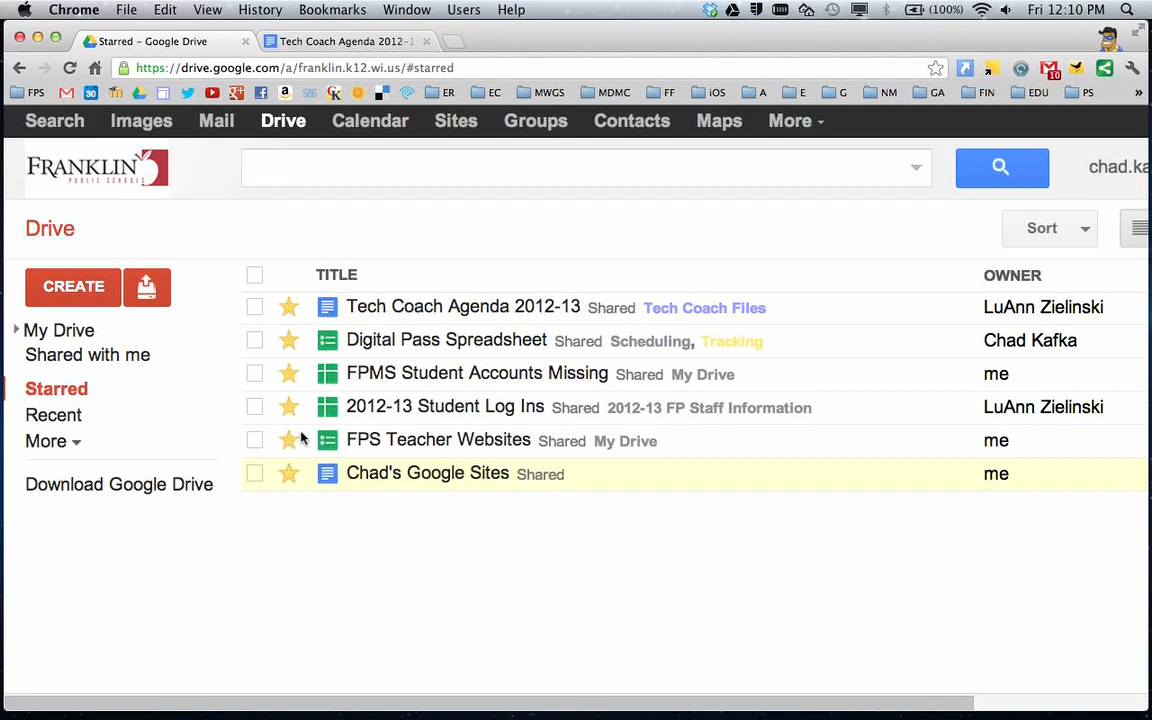 Chrome File Edit View History Bookmarks Window Users Help (100%) Fri 12:10 PM
Starred – Google Drive Tech Coach Agenda 2012-1
https://drive.google.com/a/franklin.k12.wi.us/#starred 10
FPS 30 ER EC MWGS MDMC FF iOS A E G NM GA FIN EDU PS »
Search Images Mail Drive Calendar Sites Groups Contacts Maps More
FRANKLIN
PUBLIC SCHOOLS
chad.ka
Drive Sort
CREATE
My Drive
Shared with me
Starred
Recent
More
Download Google Drive
TITLE OWNER
Tech Coach Agenda 2012-13 Shared Tech Coach Files LuAnn Zielinski
Digital Pass Spreadsheet Shared Scheduling, Tracking Chad Kafka
FPMS Student Accounts Missing Shared My Drive me
2012-13 Student Log Ins Shared 2012-13 FP Staff Information LuAnn Zielinski
FPS Teacher Websites Shared My Drive me
Chad's Google Sites Shared me